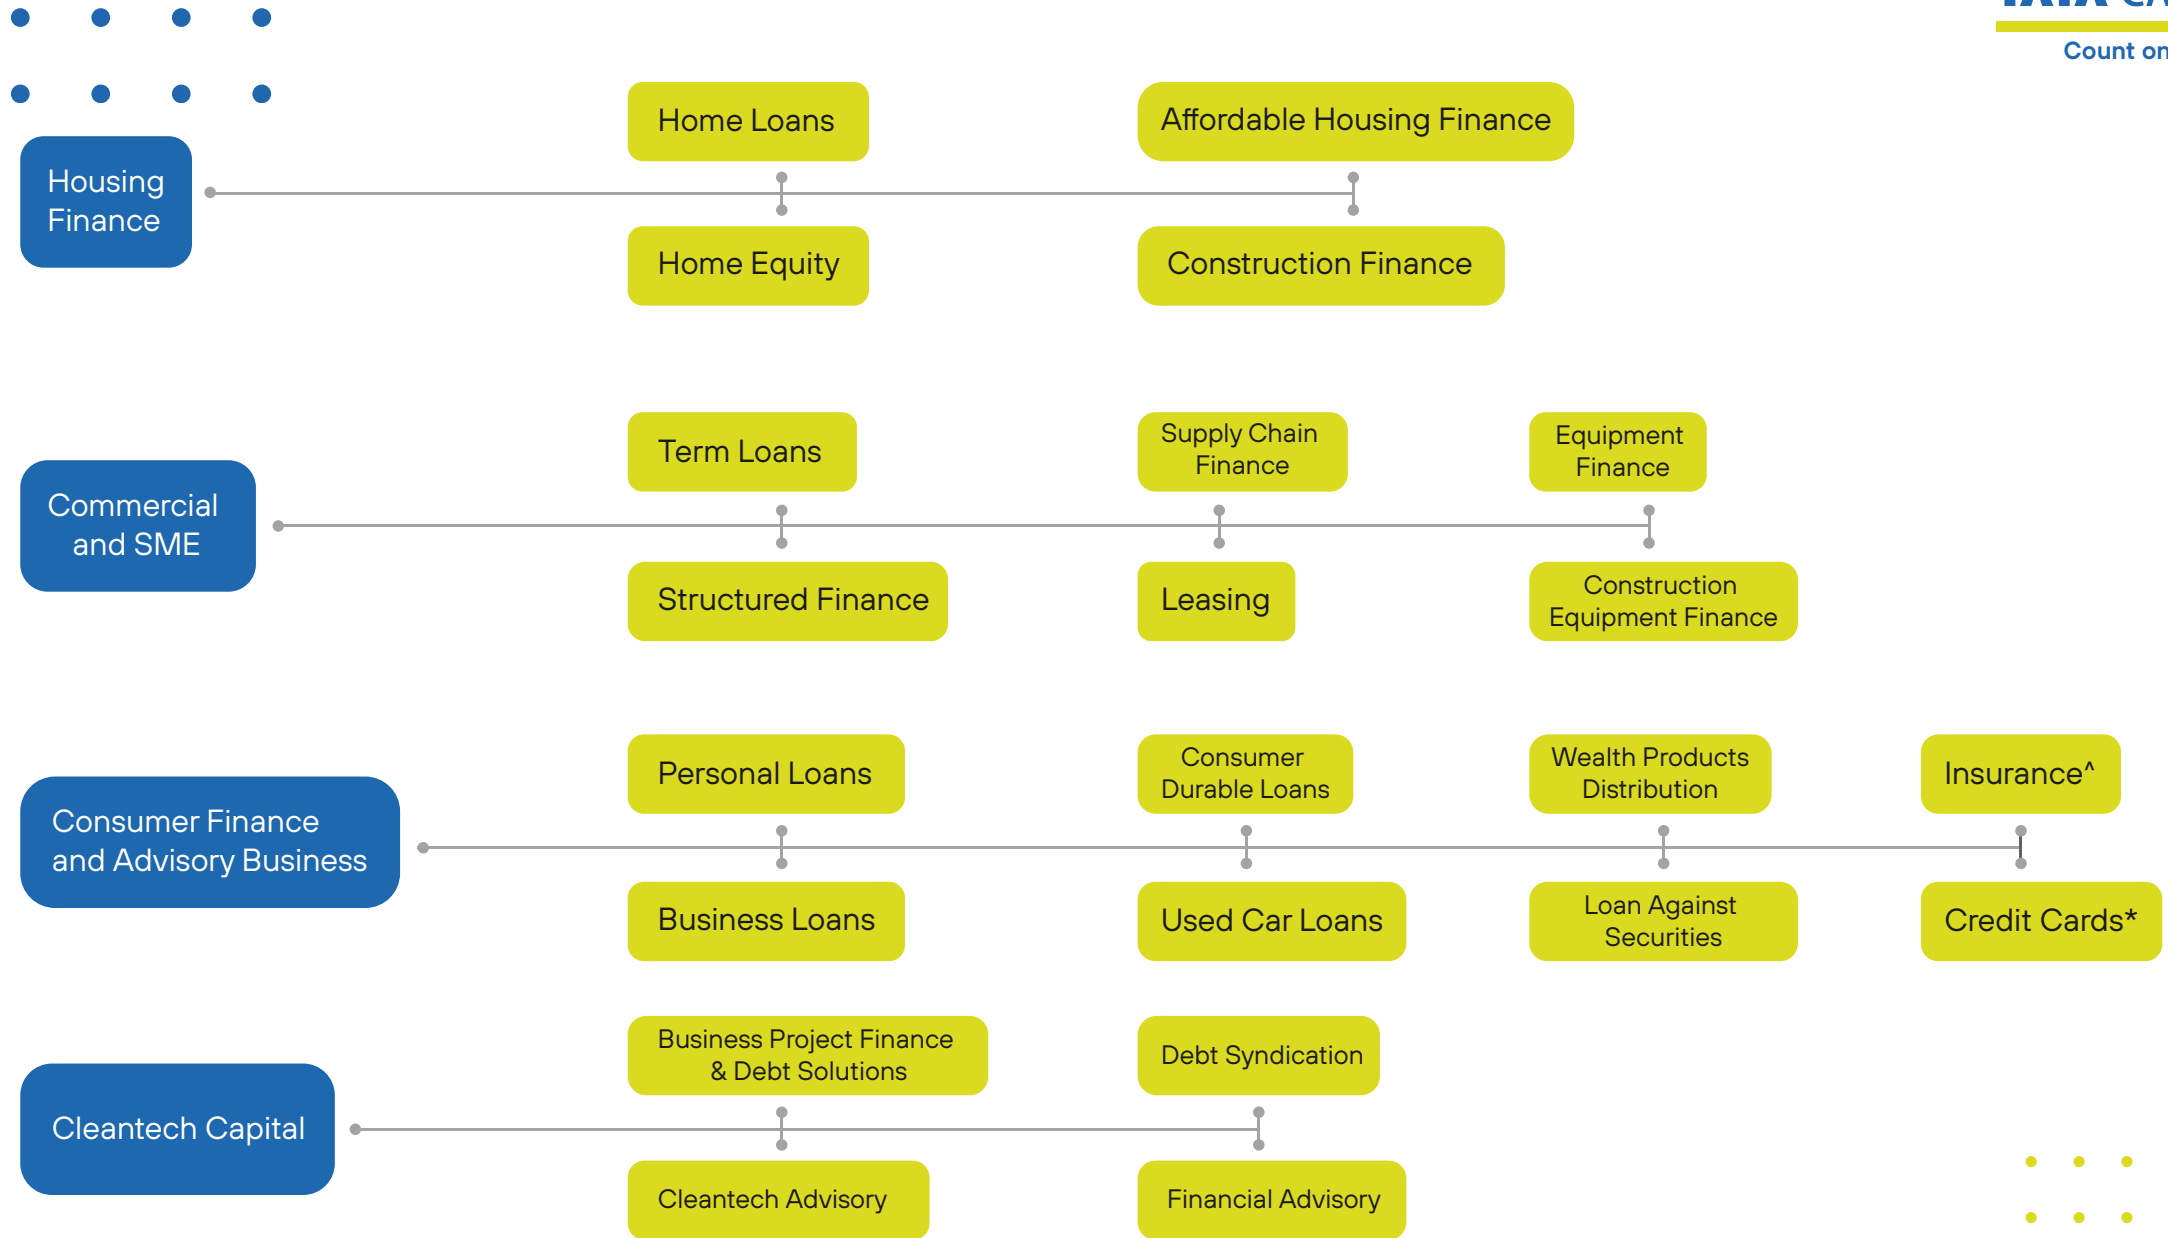 Count on
Home Loans
Affordable Housing Finance
Housing
Finance
Home Equity
Construction Finance
Term Loans
Supply Chain
Finance
Equipment
Finance
Commercial
and SME
Structured Finance
Leasing
Construction
Equipment Finance
Personal Loans
Consumer
Durable Loans
Wealth Products
Distribution
Insurance^
Consumer Finance
and Advisory Business
Business Loans
Used Car Loans
Loan Against
Securities
Credit Cards*
Business Project Finance
& Debt Solutions
Debt Syndication
Cleantech Capital
Cleantech Advisory
Financial Advisory